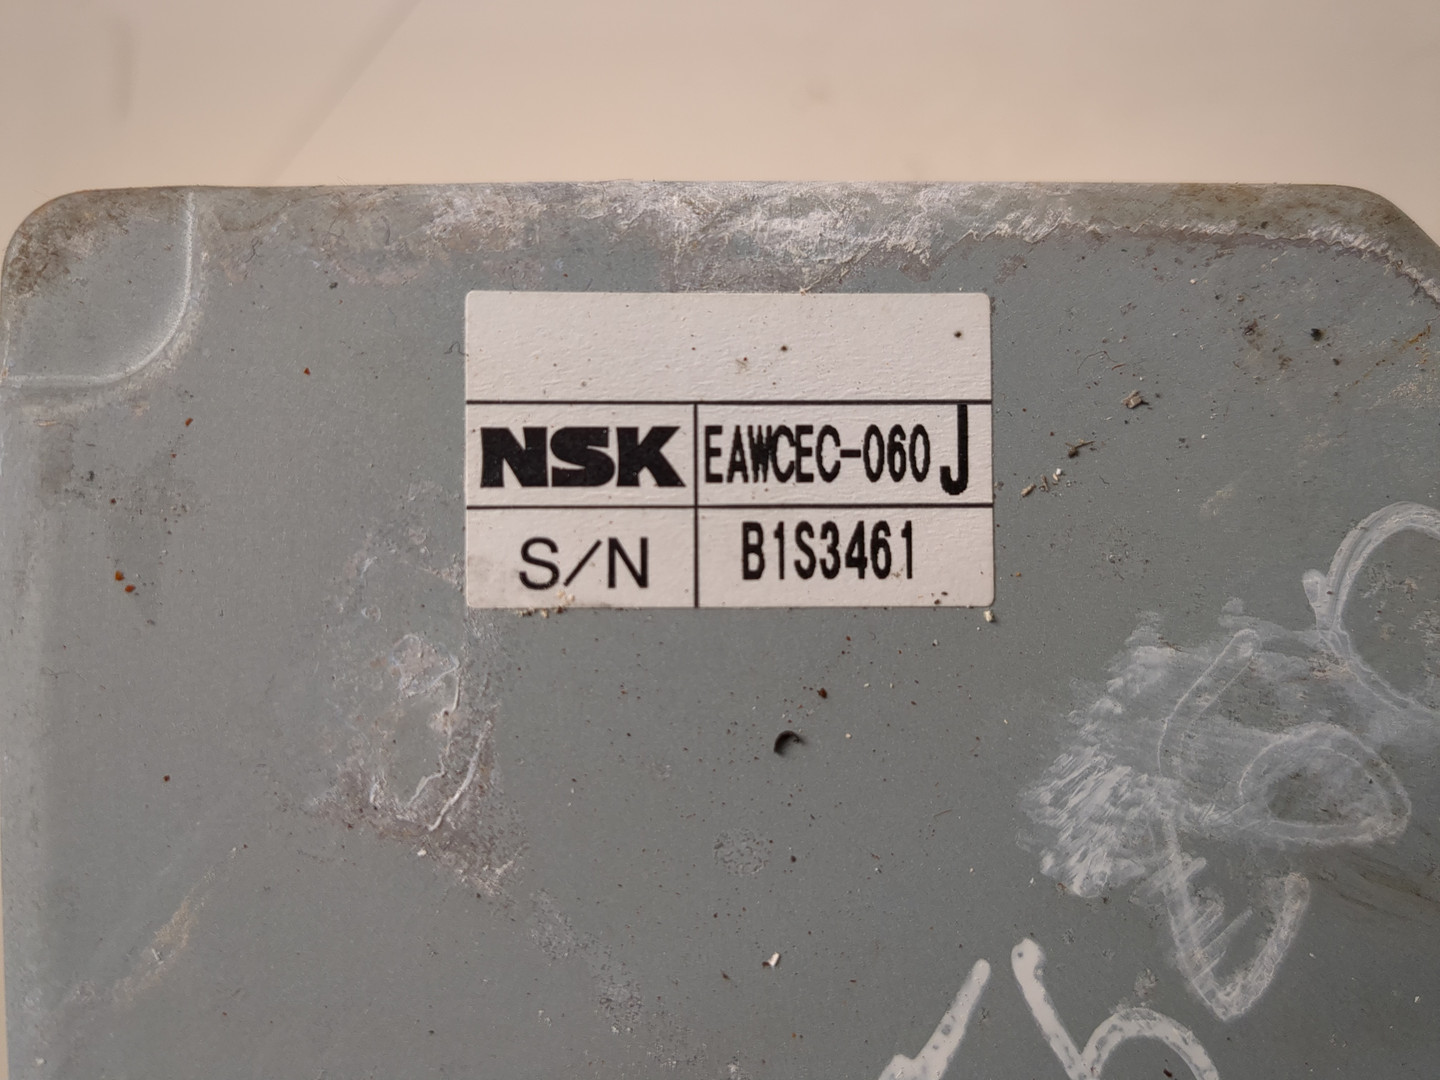 NSK EAWCEC-060 J
S/N B1S3461